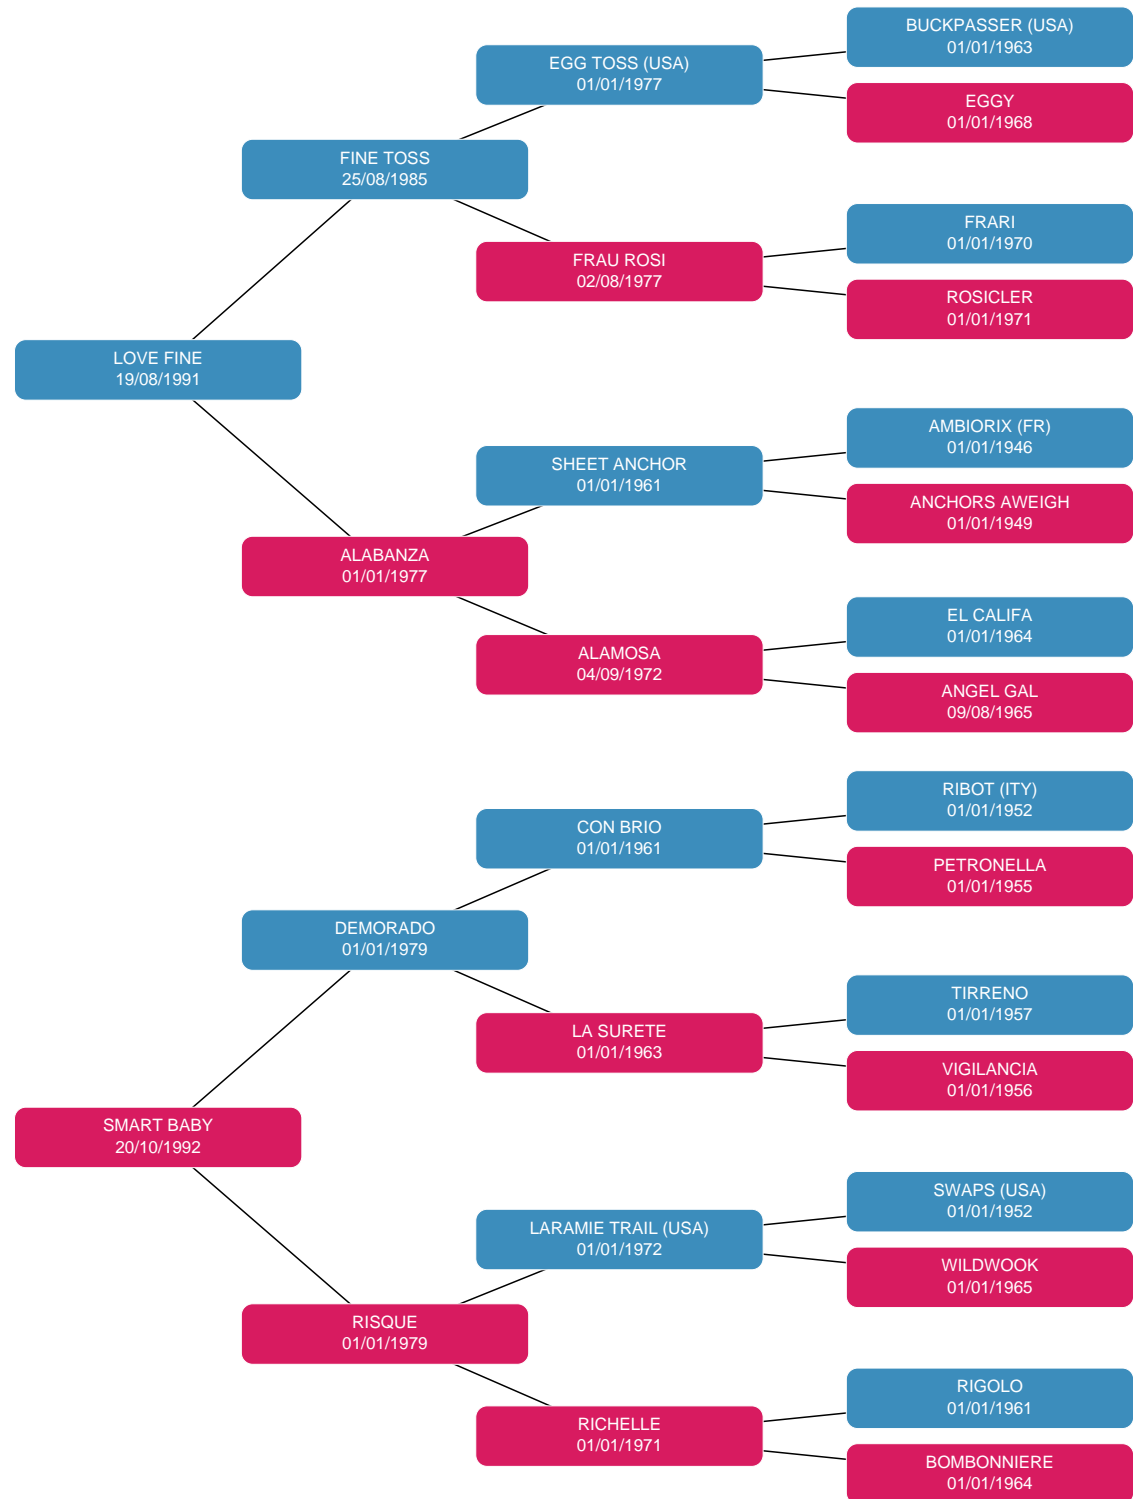 BUCKPASSER (USA)
01/01/1963
EGG TOSS (USA)
01/01/1977
EGGY
01/01/1968
FINE TOSS
25/08/1985
FRARI
01/01/1970
FRAU ROSI
02/08/1977
ROSICLER
01/01/1971
LOVE FINE
19/08/1991
AMBIORIX (FR)
01/01/1946
SHEET ANCHOR
01/01/1961
ANCHORS AWEIGH
01/01/1949
ALABANZA
01/01/1977
EL CALIFA
01/01/1964
ALAMOSA
04/09/1972
ANGEL GAL
09/08/1965
RIBOT (ITY)
01/01/1952
CON BRIO
01/01/1961
PETRONELLA
01/01/1955
DEMORADO
01/01/1979
TIRRENO
01/01/1957
LA SURETE
01/01/1963
VIGILANCIA
01/01/1956
SMART BABY
20/10/1992
SWAPS (USA)
01/01/1952
LARAMIE TRAIL (USA)
01/01/1972
WILDWOOK
01/01/1965
RISQUE
01/01/1979
RIGOLO
01/01/1961
RICHELLE
01/01/1971
BOMBONNIERE
01/01/1964